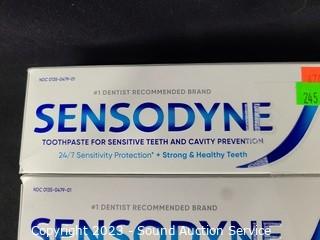 NDC 0135-0479-01
#1 DENTIST RECOMMENDED BRAND
SENSODYNE
TOOTHPASTE FOR SENSITIVE TEETH AND CAVITY PREVENTION
24/7 Sensitivity Protection* + Strong & Healthy Teeth
245
NDC 0135-0479-01
#1 DENTIST RECOMMENDED BRAND
SENSODYNE
Copyright © 2023 - Sound Auction Service